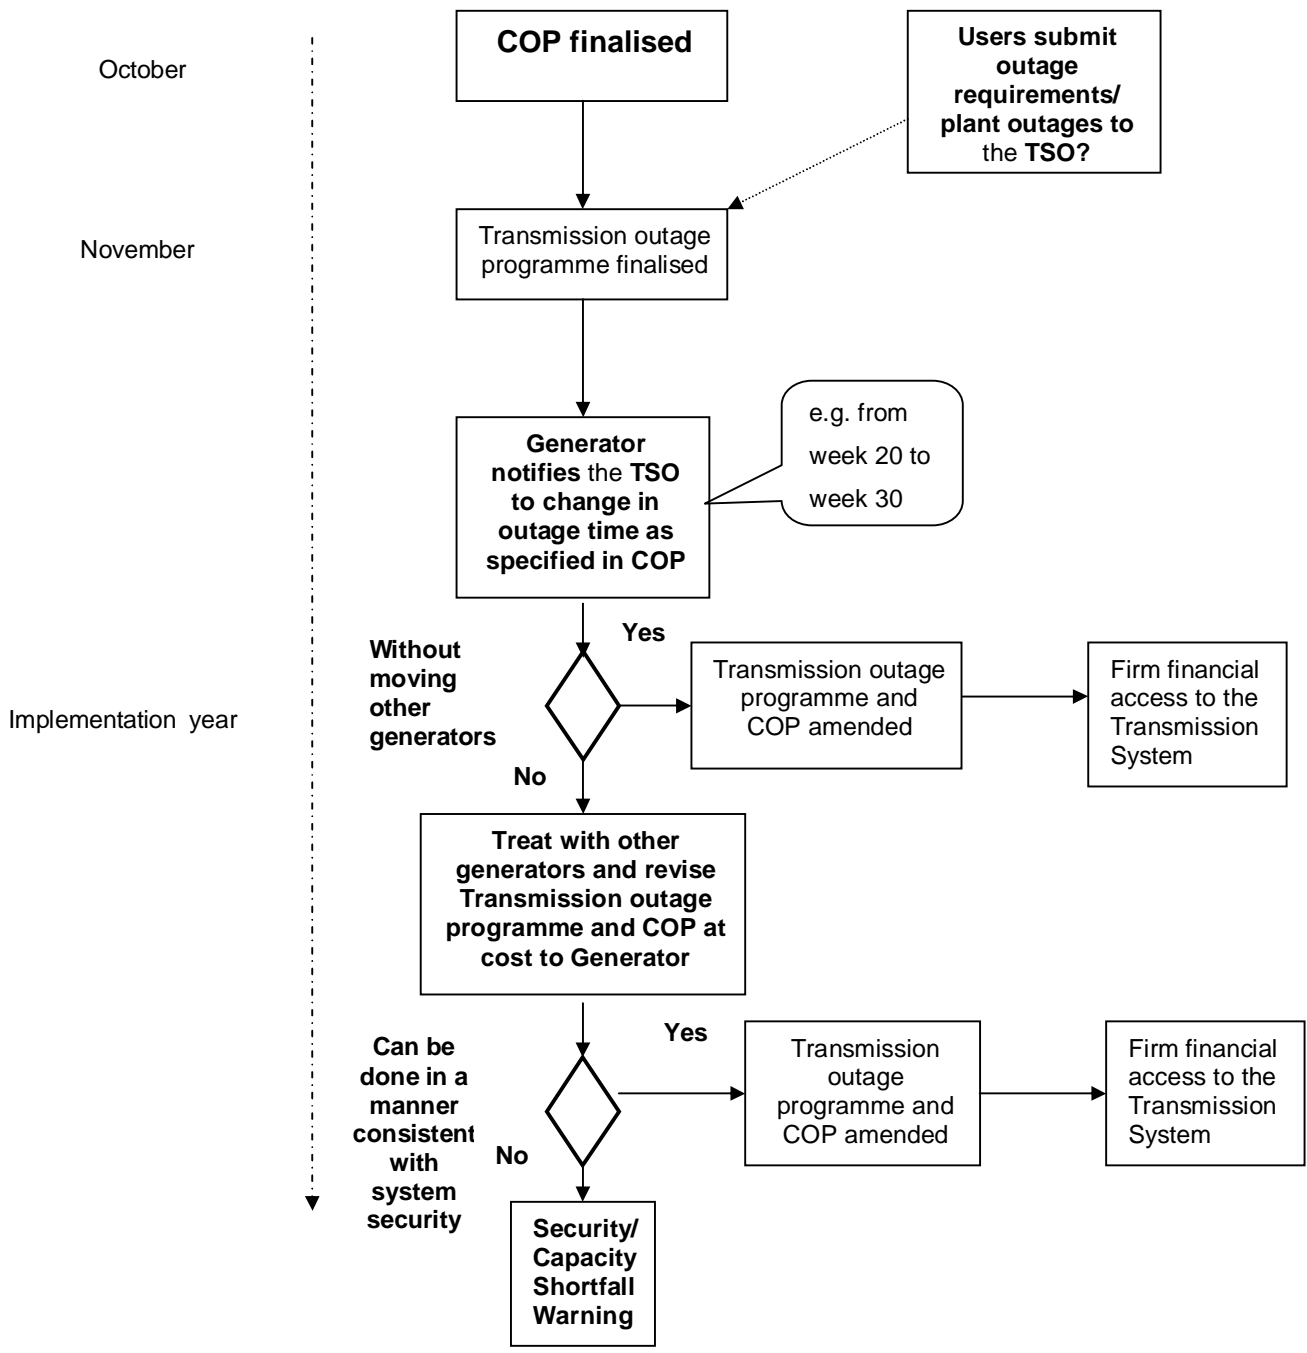 COP finalised
Users submit
outage
requirements/
plant outages to
the TSO?
October
Transmission outage
programme finalised
November
e.g. from
week 20 to
week 30
Generator
notifies the TSO
to change in
outage time as
specified in COP
Yes
Without
moving
other
generators
Transmission outage
programme and
COP amended
Firm financial
access to the
Transmission
System
Implementation year
No
Treat with other
generators and revise
Transmission outage
programme and COP at
cost to Generator
Yes
Can be
done in a
manner
consistent
with
system
security
Transmission
outage
programme and
COP amended
Firm financial
access to the
Transmission
System
No
Security/
Capacity
Shortfall
Warning